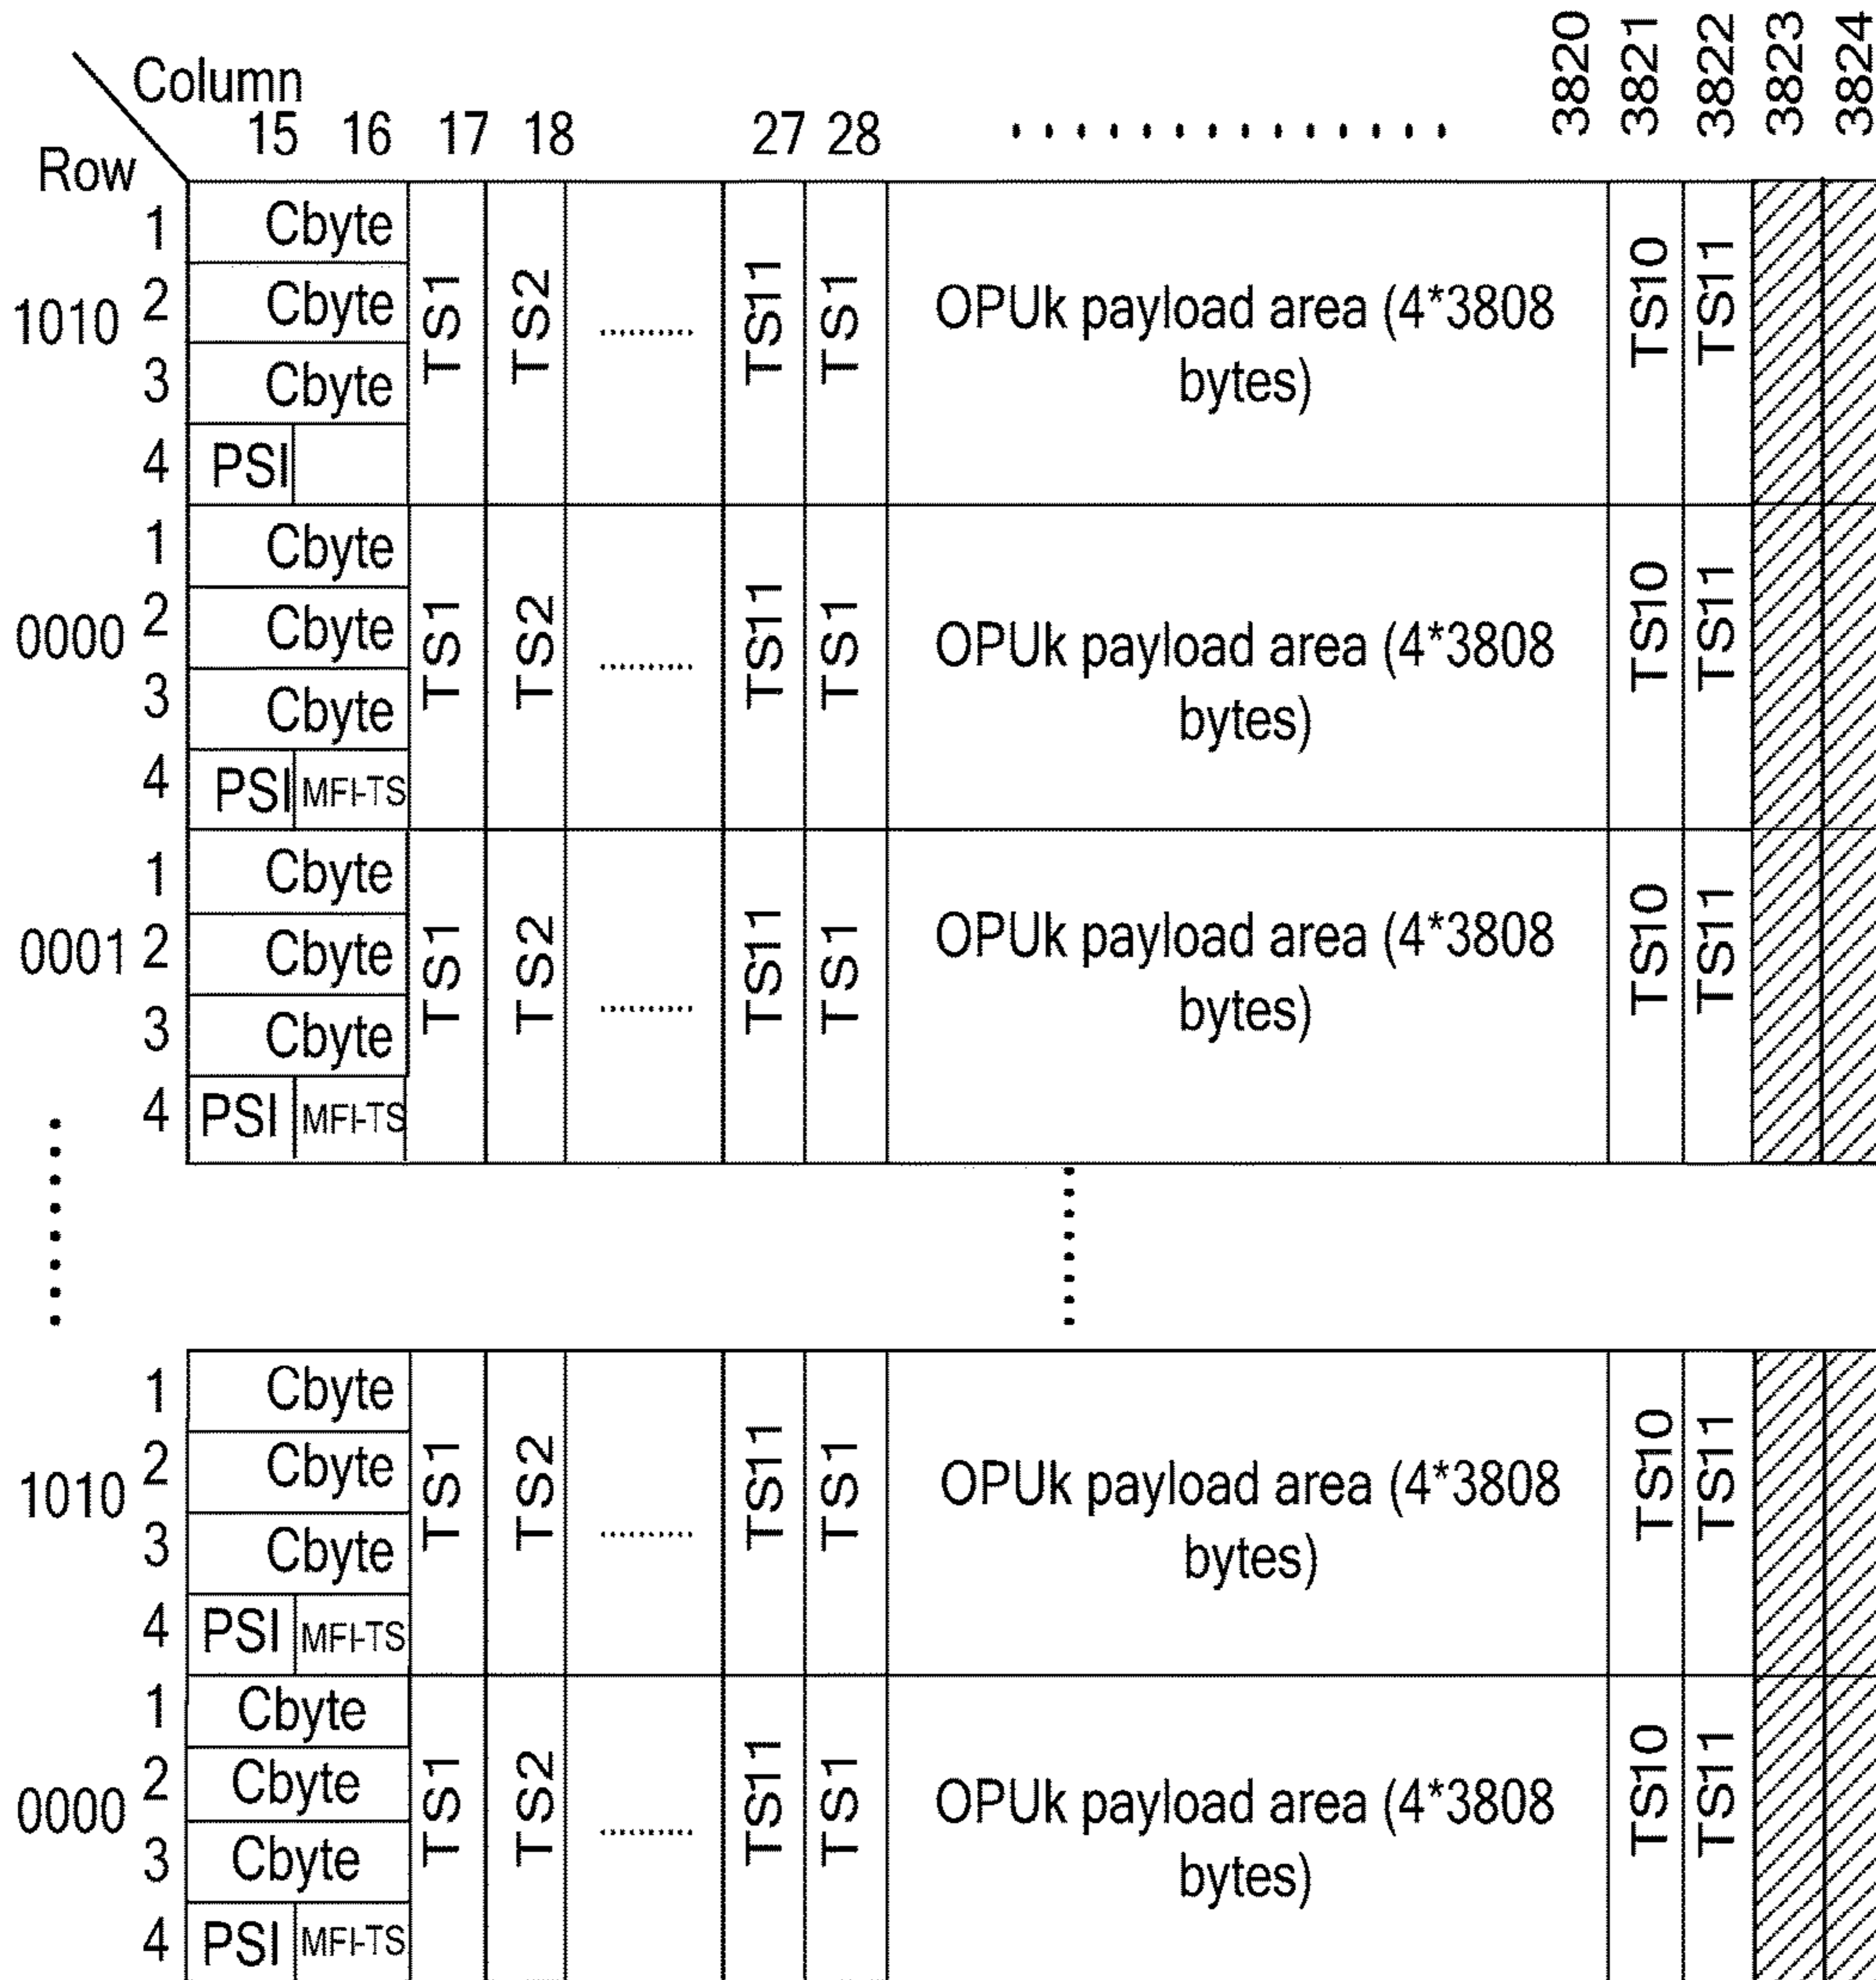 Column
15 16 17 18 27 28 ............. 3820 3821 3822 3823 3824
Row
1 Cbyte
1010 2 Cbyte TS1 TS2 ......... TS11 TS1 OPUk payload area (4*3808 TS10 TS11
3 Cbyte bytes)
4 PSI
1 Cbyte
0000 2 Cbyte TS1 TS2 ......... TS11 TS1 OPUk payload area (4*3808 TS10 TS11
3 Cbyte bytes)
4 PSI MFI-TS
1 Cbyte
0001 2 Cbyte TS1 TS2 ......... TS11 TS1 OPUk payload area (4*3808 TS10 TS11
3 Cbyte bytes)
4 PSI MFI-TS
1 Cbyte
1010 2 Cbyte TS1 TS2 ......... TS11 TS1 OPUk payload area (4*3808 TS10 TS11
3 Cbyte bytes)
4 PSI MFI-TS
1 Cbyte
0000 2 Cbyte TS1 TS2 ......... TS11 TS1 OPUk payload area (4*3808 TS10 TS11
3 Cbyte bytes)
4 PSI MFI-TS